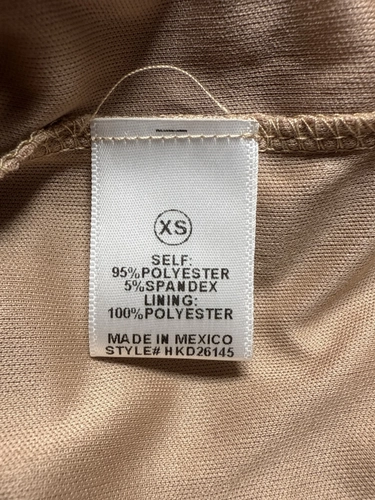 XS
SELF:
95%POLYESTER
5%SPANDEX
LINING:
100%POLYESTER
MADE IN MEXICO
STYLE# HKD26145